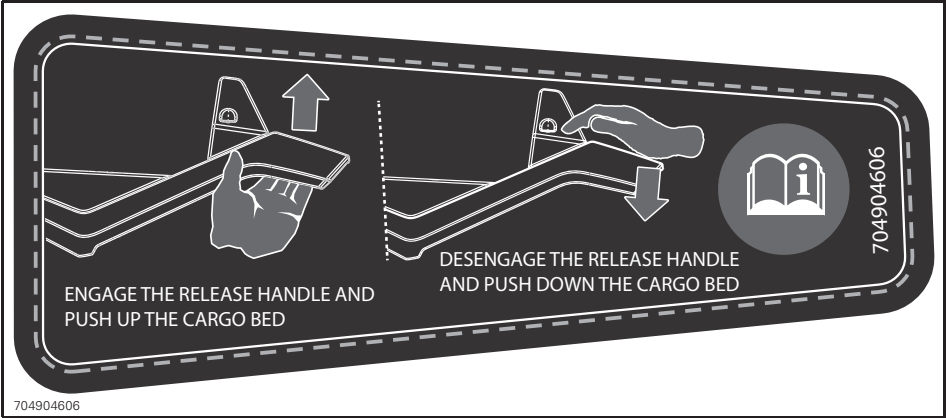 ENGAGE THE RELEASE HANDLE AND
PUSH UP THE CARGO BED
DESENGAGE THE RELEASE HANDLE
AND PUSH DOWN THE CARGO BED
i
704904606
704904606